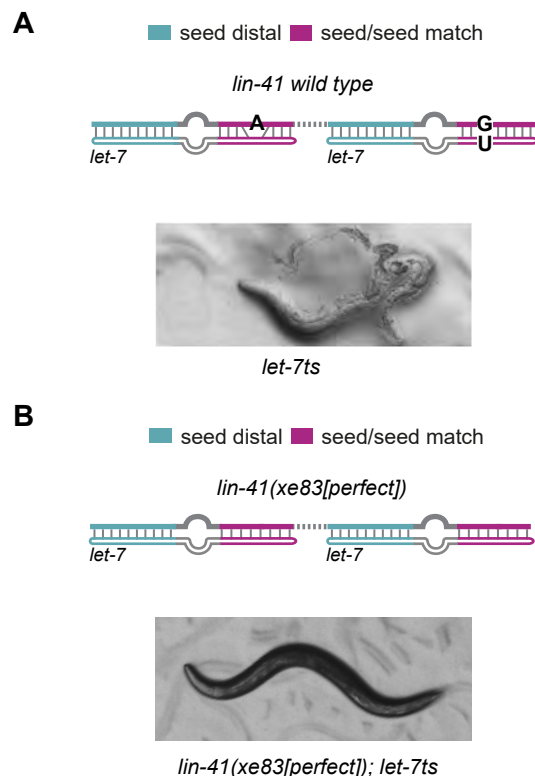 A
seed distal seed/seed match
lin-41 wild type
A G
U
let-7 let-7
let-7ts
B
seed distal seed/seed match
lin-41(xe83[perfect])
let-7 let-7
lin-41(xe83[perfect]); let-7ts